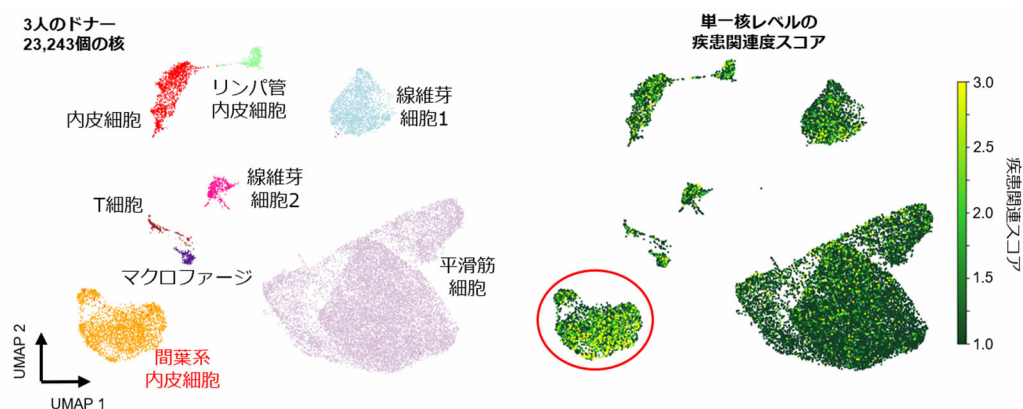 3人のドナー
23,243個の核
単一核レベルの
疾患関連度スコア
リンパ管
内皮細胞
内皮細胞
線維芽
細胞1
線維芽
細胞2
T細胞
マクロファージ
平滑筋
細胞
間葉系
内皮細胞
UMAP 2
UMAP 1
3.0
2.5
2.0
1.5
1.0
疾患関連スコア